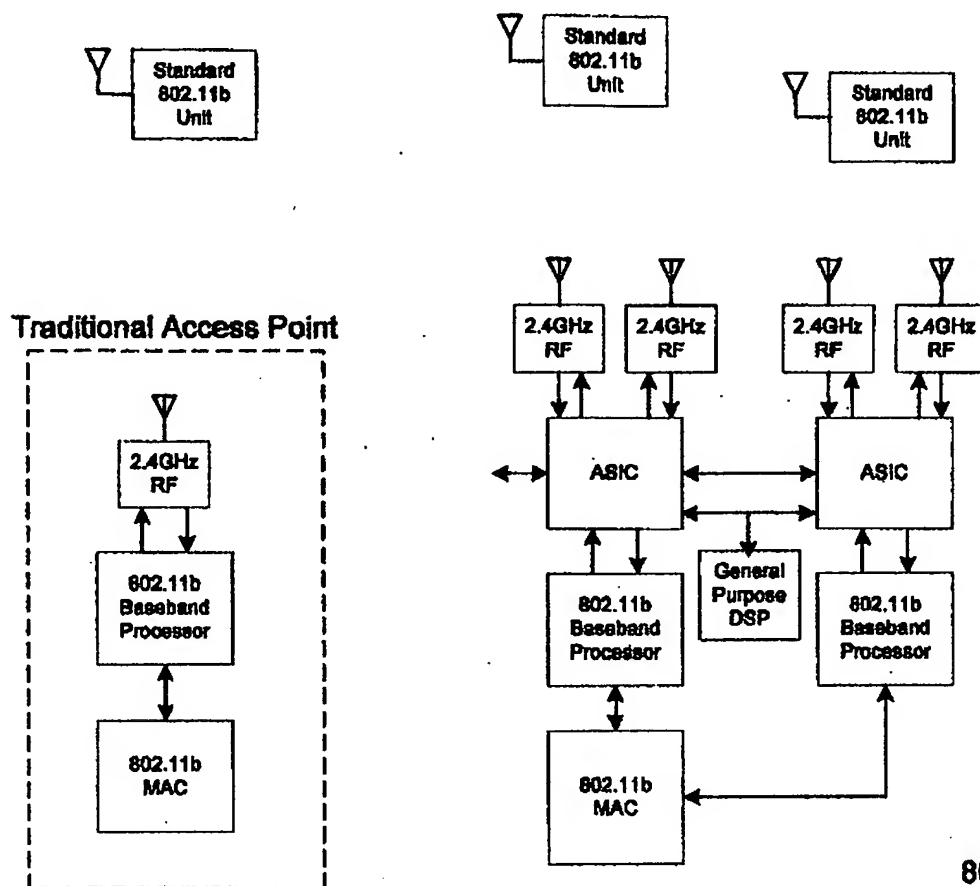 Standard
802.11b
Unit
Standard
802.11b
Unit
Standard
802.11b
Unit
Traditional Access Point
2.4GHz
RF
802.11b
Baseband
Processor
802.11b
MAC
2.4GHz
RF
2.4GHz
RF
2.4GHz
RF
2.4GHz
RF
ASIC
ASIC
General
Purpose
DSP
802.11b
Baseband
Processor
802.11b
Baseband
Processor
802.11b
MAC